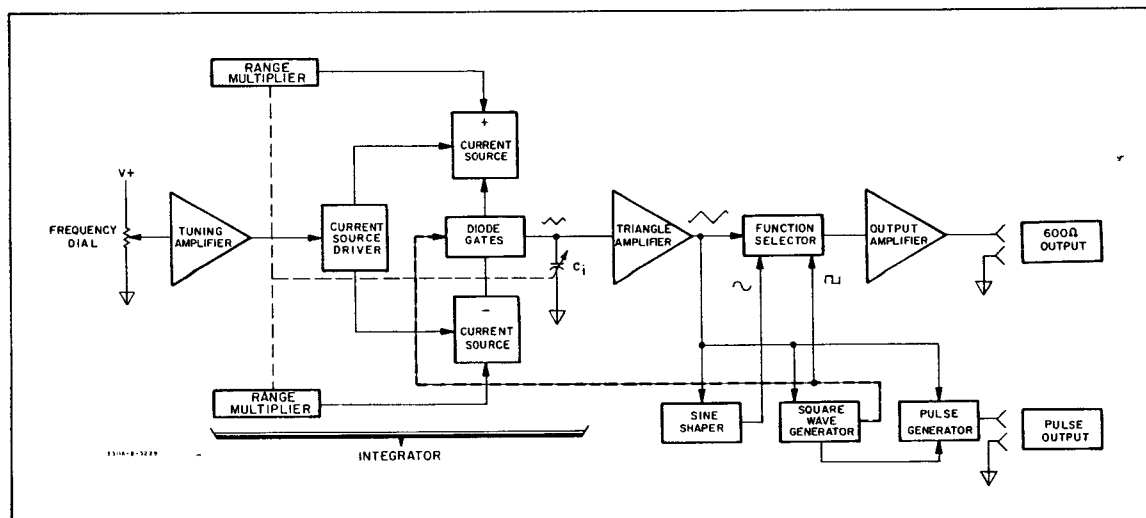 RANGE
MULTIPLIER
+
CURRENT
SOURCE
V+
FREQUENCY
DIAL
TUNING
AMPLIFIER
CURRENT
SOURCE
DRIVER
DIODE
GATES
Ci
TRIANGLE
AMPLIFIER
FUNCTION
SELECTOR
OUTPUT
AMPLIFIER
600Ω
OUTPUT
−
CURRENT
SOURCE
RANGE
MULTIPLIER
SINE
SHAPER
SQUARE
WAVE
GENERATOR
PULSE
GENERATOR
PULSE
OUTPUT
INTEGRATOR